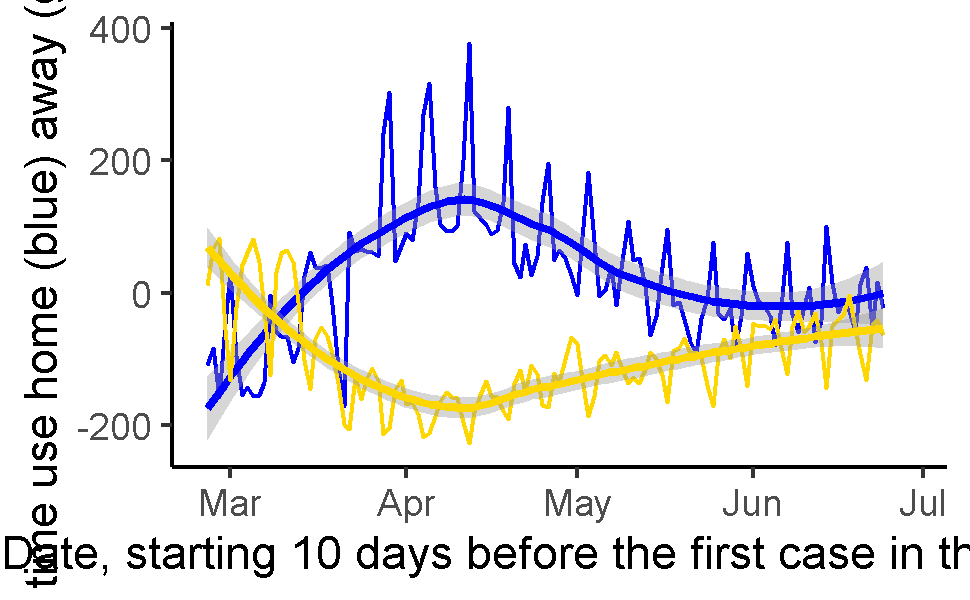 time use home (blue) away (
400
200
0
-200
Mar Apr May Jun Jul
Date, starting 10 days before the first case in th